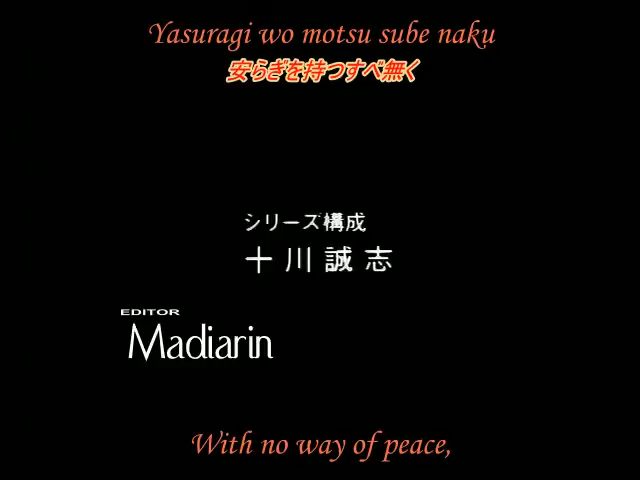 Yasuragi wo motsu sube naku
安らぎを持つすべ無く
シリーズ構成
十川誠志
EDITOR
Madiarin
With no way of peace,